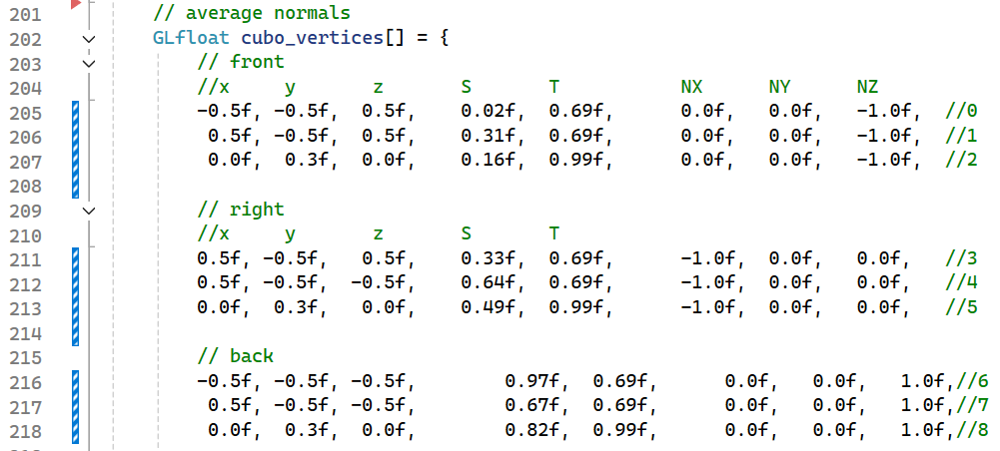 201 // average normals
202 GLfloat cubo_vertices[] = {
203 // front
204 //x y z S T NX NY NZ
205 -0.5f, -0.5f, 0.5f, 0.02f, 0.69f, 0.0f, 0.0f, -1.0f, //0
206 0.5f, -0.5f, 0.5f, 0.31f, 0.69f, 0.0f, 0.0f, -1.0f, //1
207 0.0f, 0.3f, 0.0f, 0.16f, 0.99f, 0.0f, 0.0f, -1.0f, //2
208
209 // right
210 //x y z S T
211 0.5f, -0.5f, 0.5f, 0.33f, 0.69f, -1.0f, 0.0f, 0.0f, //3
212 0.5f, -0.5f, -0.5f, 0.64f, 0.69f, -1.0f, 0.0f, 0.0f, //4
213 0.0f, 0.3f, 0.0f, 0.49f, 0.99f, -1.0f, 0.0f, 0.0f, //5
214
215 // back
216 -0.5f, -0.5f, -0.5f, 0.97f, 0.69f, 0.0f, 0.0f, 1.0f,//6
217 0.5f, -0.5f, -0.5f, 0.67f, 0.69f, 0.0f, 0.0f, 1.0f,//7
218 0.0f, 0.3f, 0.0f, 0.82f, 0.99f, 0.0f, 0.0f, 1.0f,//8